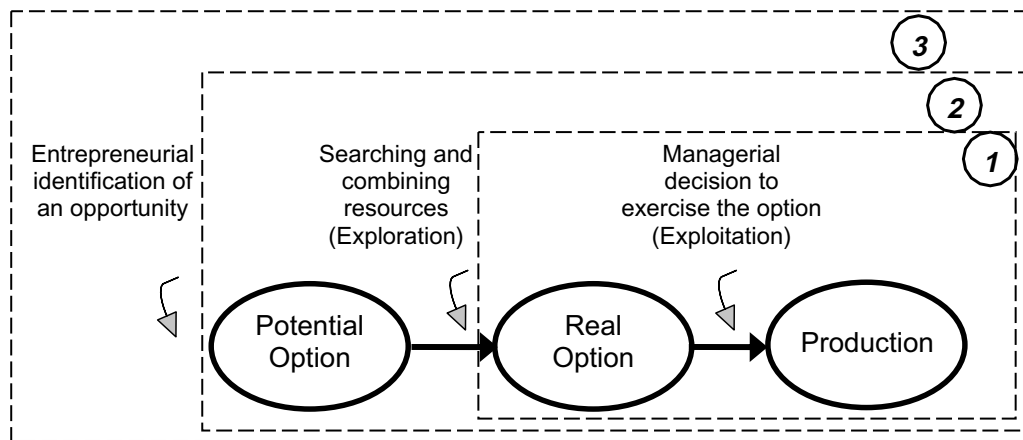 3
2
1
Entrepreneurial
identification of
an opportunity
Searching and
combining
resources
(Exploration)
Managerial
decision to
exercise the option
(Exploitation)
Potential
Option
Real
Option
Production